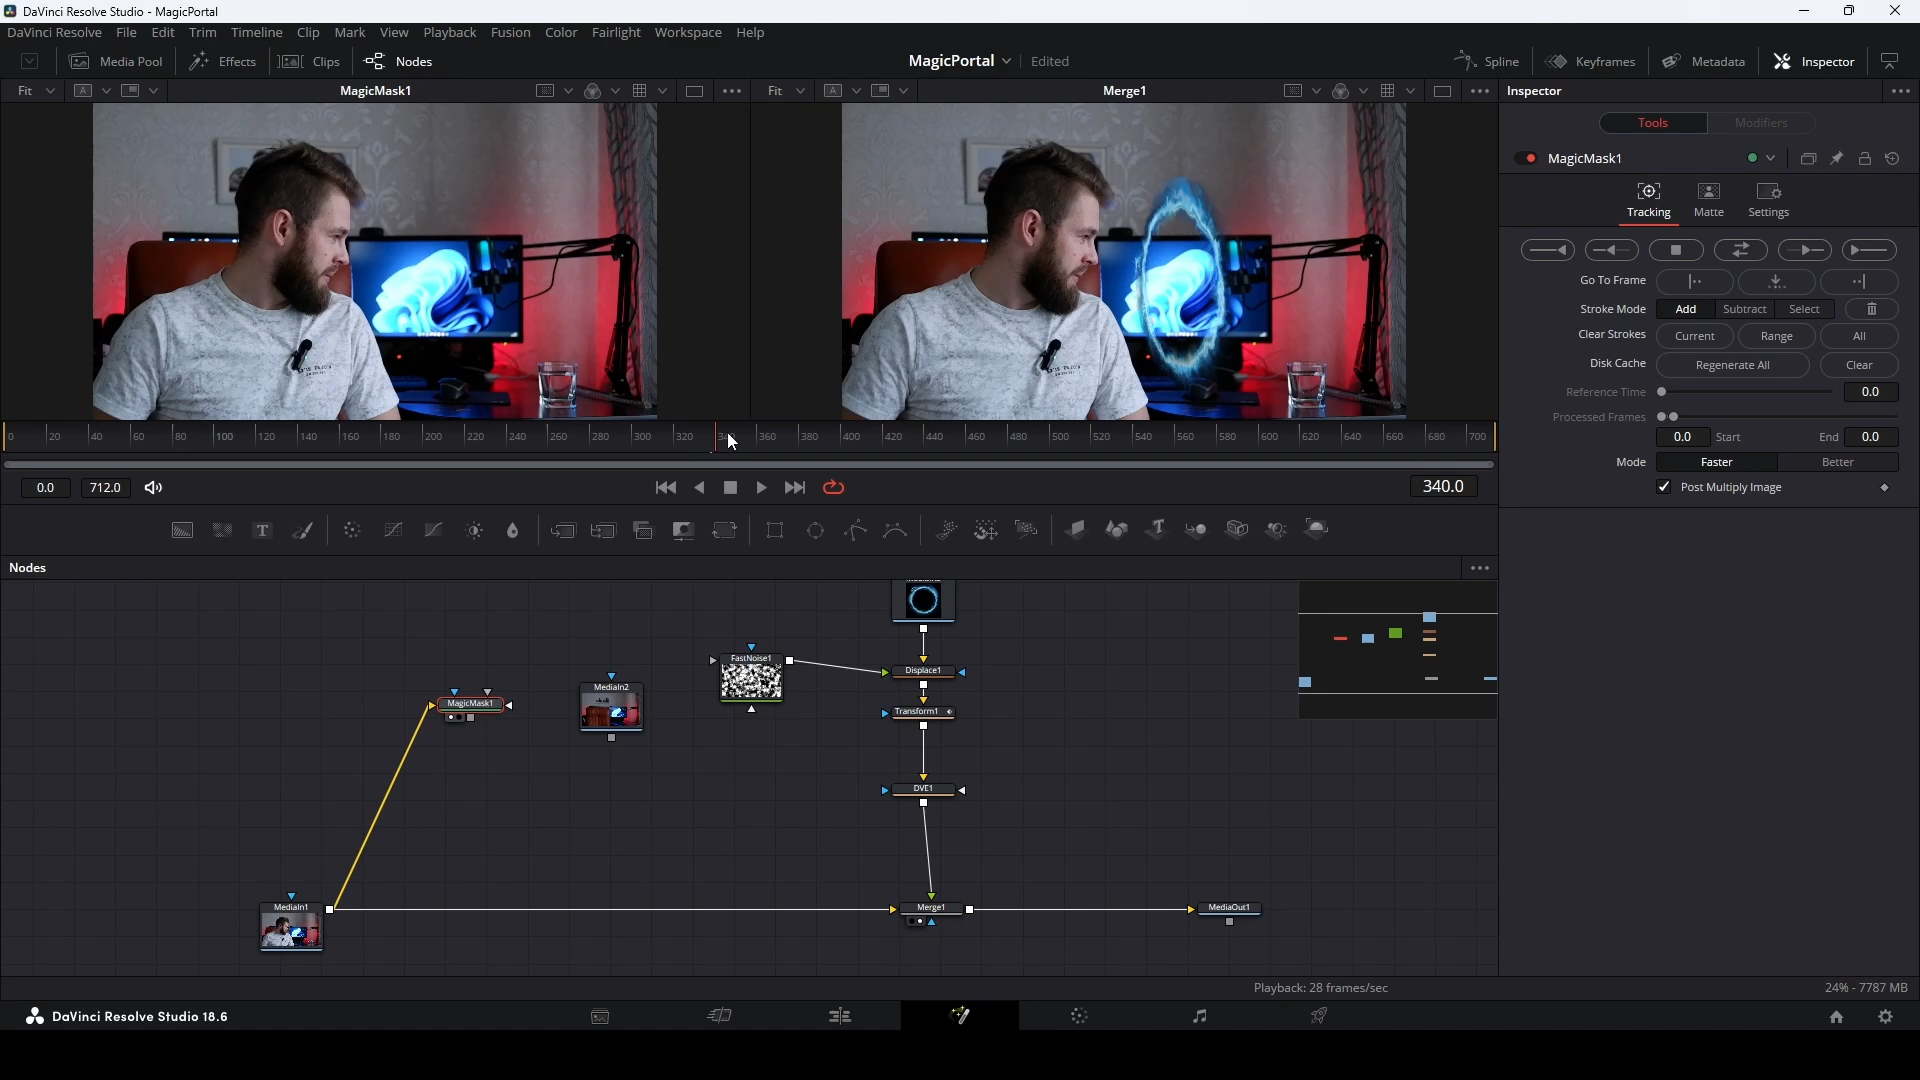 DaVinci Resolve Studio - MagicPortal
DaVinci Resolve File Edit Trim Timeline Clip Mark View Playback Fusion Color Fairlight Workspace Help
Media Pool Effects Clips Nodes MagicPortal Edited Spline Keyframes Metadata Inspector
Fit A MagicMask1 Fit A Merge1 Inspector
Tools Modifiers
MagicMask1
Tracking Matte Settings
Go To Frame
Stroke Mode Add Subtract Select
Clear Strokes Current Range All
Disk Cache Regenerate All Clear
Reference Time 0.0
Processed Frames
0.0 Start End 0.0
Mode Faster Better
Post Multiply Image
0 20 40 60 80 100 120 140 160 180 200 220 240 260 280 300 320 340 360 380 400 420 440 460 480 500 520 540 560 580 600 620 640 660 680 700
0.0 712.0 340.0
Nodes
FastNoise1
Displace1
MediaIn2
MagicMask1
Transform1
DVE1
MediaIn1
Merge1
MediaOut1
Playback: 28 frames/sec 24% - 7787 MB
DaVinci Resolve Studio 18.6